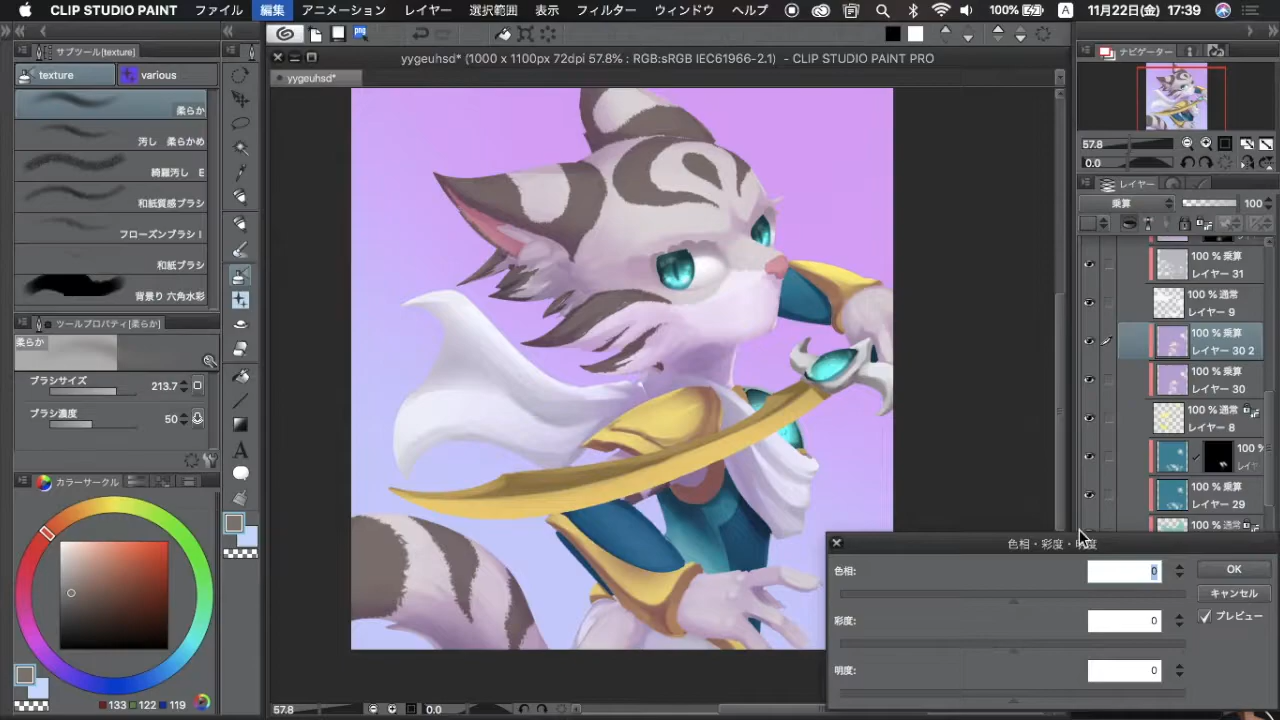 CLIP STUDIO PAINT ファイル 編集 アニメーション レイヤー 選択範囲 表示 フィルター ウィンドウ ヘルプ 100% A 11月22日(金) 17:39
サブツール[texture]
texture various
柔らか
汚し 柔らかめ
綺麗汚し E
和紙質感ブラシ
フローズンブラシ I
和紙ブラシ
背景り 六角水彩
ツールプロパティ[柔らか]
柔らか
ブラシサイズ 213.7
ブラシ濃度 50
カラーサークル
133 122 119
png
yygeuhsd* (1000 x 1100px 72dpi 57.8% : RGB:sRGB IEC61966-2.1) - CLIP STUDIO PAINT PRO
yygeuhsd*
57.8 0.0
ナビゲーター
57.8
0.0
レイヤー
乗算 100
100 % 乗算
レイヤー 31
100 % 通常
レイヤー 9
100 % 乗算
レイヤー 30 2
100 % 乗算
レイヤー 30
100 % 通常
レイヤー 8
100 %
レイ
100 % 乗算
レイヤー 29
100 % 通常
色相・彩度・明度
色相: 0 OK
キャンセル
プレビュー
彩度: 0
明度: 0